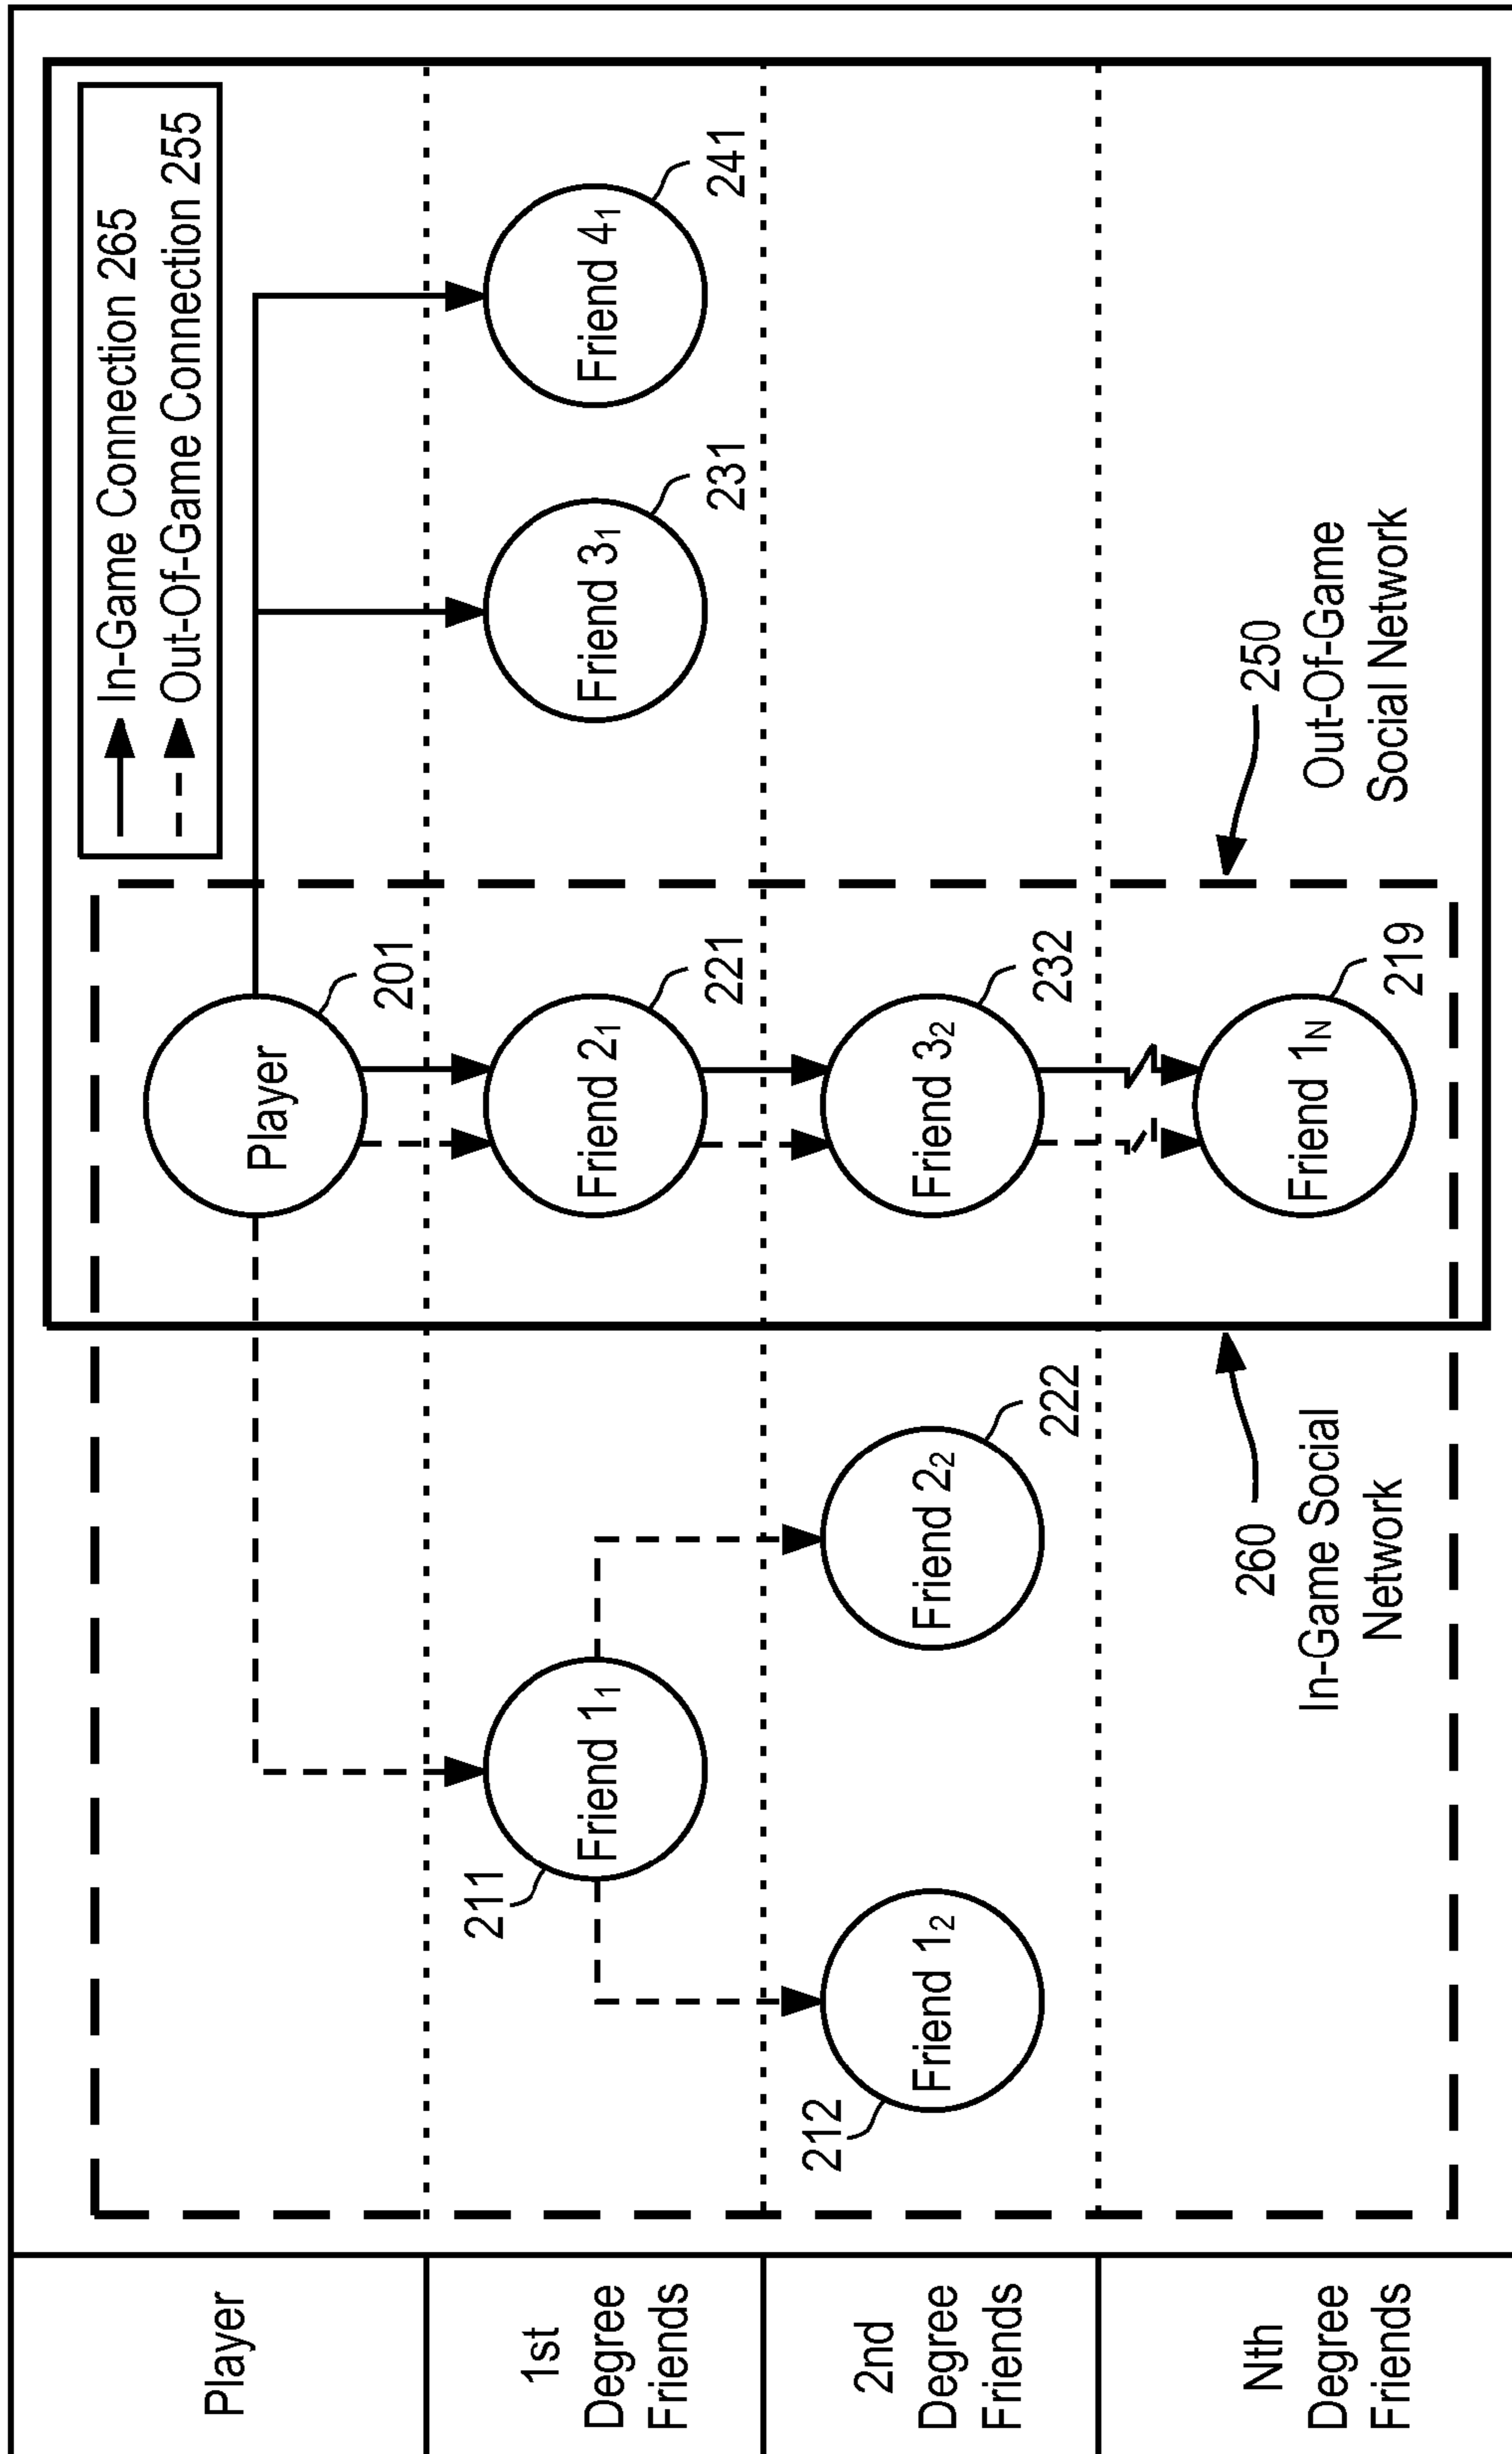 In-Game Connection 265
Out-Of-Game Connection 255
Player
Player
201
1st
Degree
Friends
211
Friend 1₁
Friend 2₁
221
Friend 3₁
231
Friend 4₁
241
2nd
Degree
Friends
212
Friend 1₂
Friend 2₂
222
Friend 3₂
232
Nth
Degree
Friends
260
In-Game Social
Network
Friend 1N
219
250
Out-Of-Game
Social Network